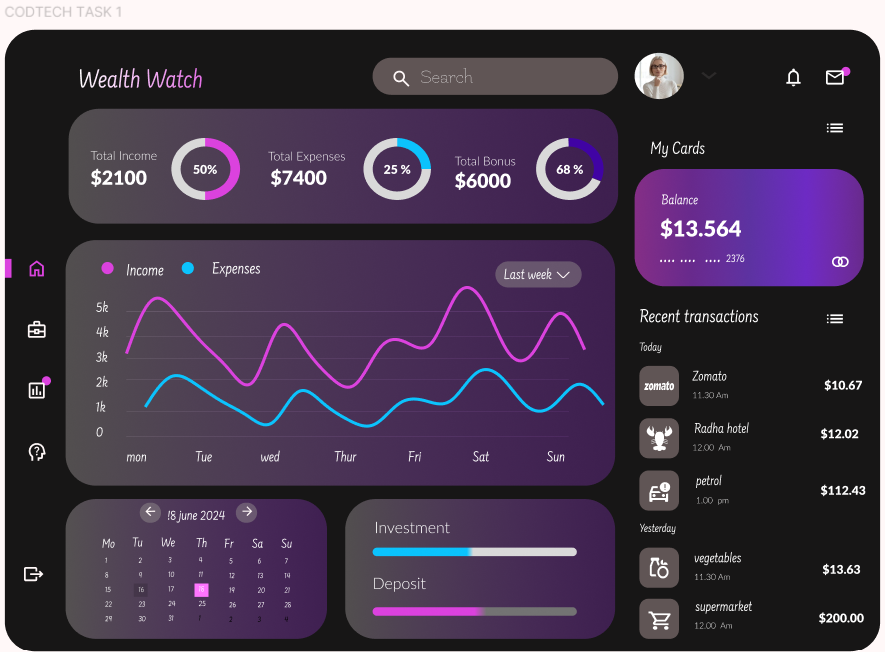 CODTECH TASK 1
Wealth Watch
Search
Total Income
$2100
50%
Total Expenses
$7400
25 %
Total Bonus
$6000
68 %
My Cards
Balance
$13.564
.... .... .... 2376
Income
Expenses
Last week
5k
4k
3k
2k
1k
0
mon
Tue
wed
Thur
Fri
Sat
Sun
Recent transactions
Today
zomato
Zomato
11.30 Am
$10.67
Radha hotel
12.00 Am
$12.02
petrol
1.00 pm
$112.43
Yesterday
vegetables
11.30 Am
$13.63
supermarket
12.00 Am
$200.00
18 june 2024
Mo Tu We Th Fr Sa Su
1 2 3 4 5 6 7
8 9 10 11 12 13 14
15 16 17 18 19 20 21
22 23 24 25 26 27 28
29 30 31 1 2 3 4
Investment
Deposit